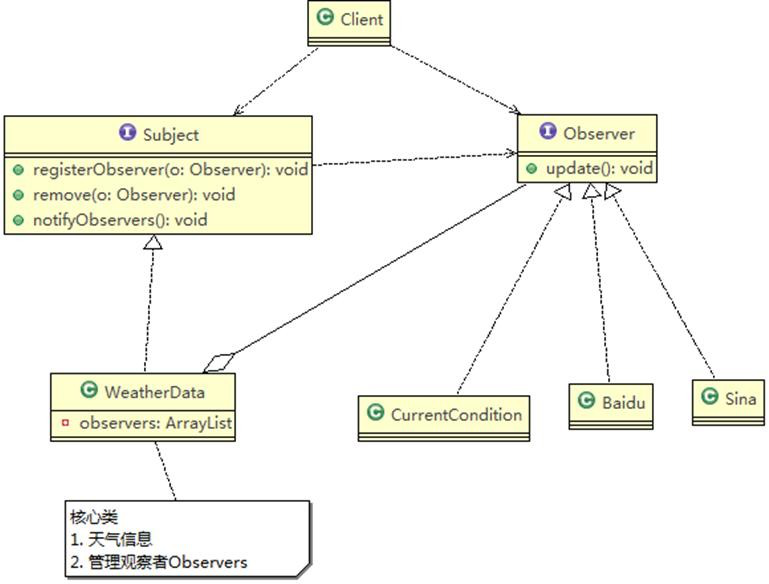 Client
Subject
registerObserver(o: Observer): void
remove(o: Observer): void
notifyObservers(): void
Observer
update(): void
WeatherData
observers: ArrayList
CurrentCondition
Baidu
Sina
核心类
1. 天气信息
2. 管理观察者Observers